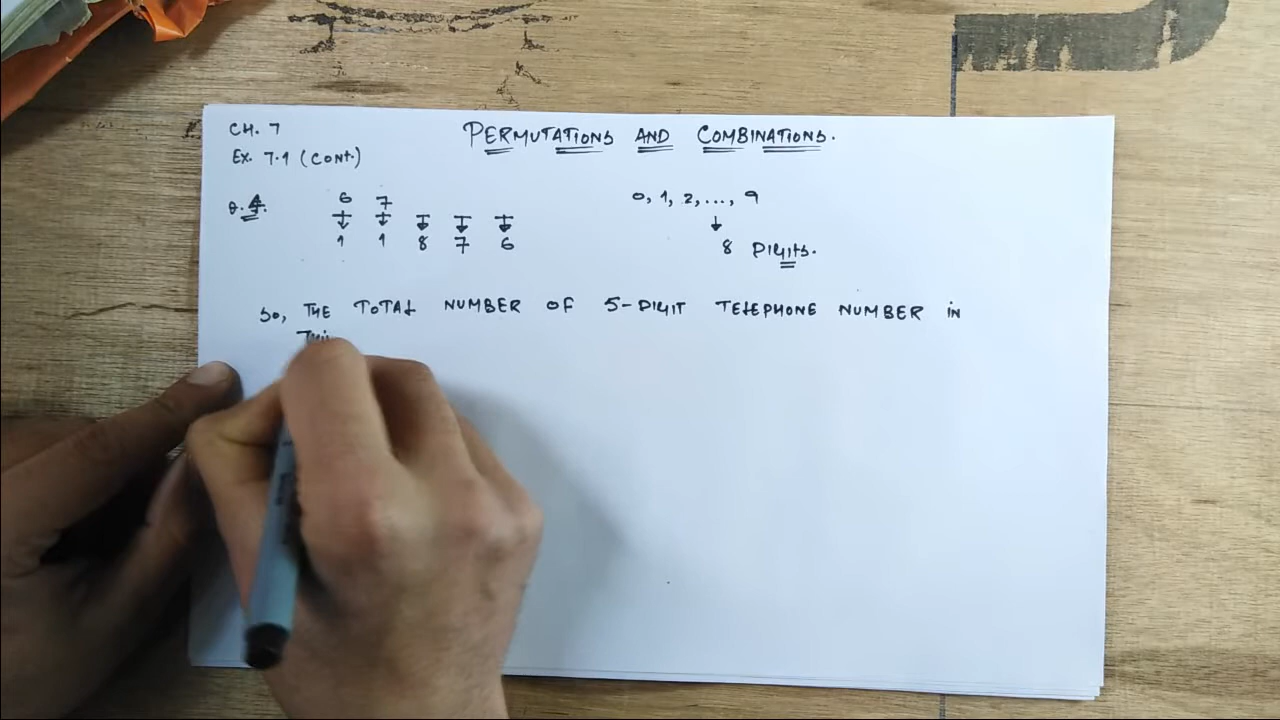 CH. 7
PERMUTATIONS AND COMBINATIONS.
Ex. 7.1 (CONT.)
6 7
0, 1, 2, ..., 9
1 1 8 7 6
8 DIGITS.
SO, THE TOTAL NUMBER OF 5-DIGIT TELEPHONE NUMBER IN